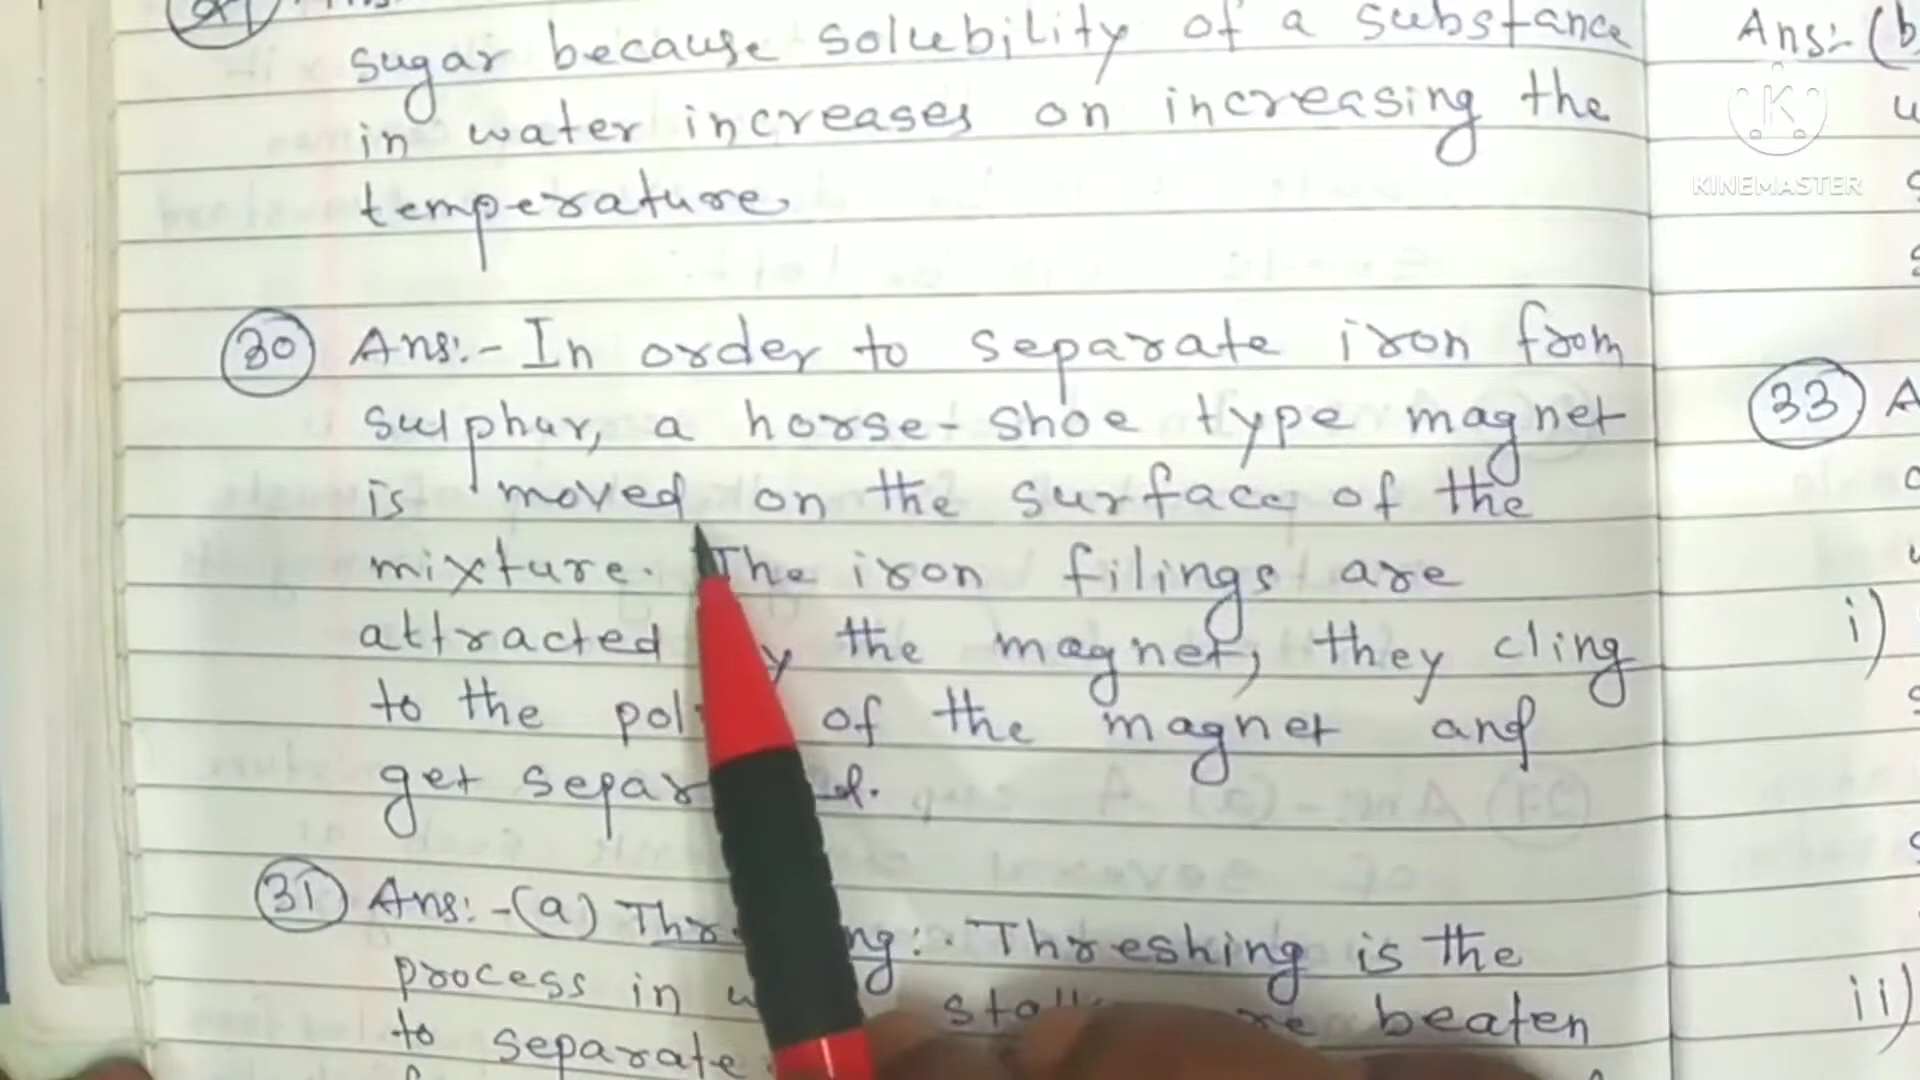 sugar because solubility of a substance
in water increases on increasing the
temperature
30 Ans:- In order to separate iron from
sulphur, a horse-shoe type magnet
is moved on the surface of the
mixture. The iron filings are
attracted the magnet, they cling
to the of the magnet and
get
31 Ans:-(a) Threshing is the
process in beaten
to separate
Ans:- (b
33 A
i)
ii)
KINEMASTER